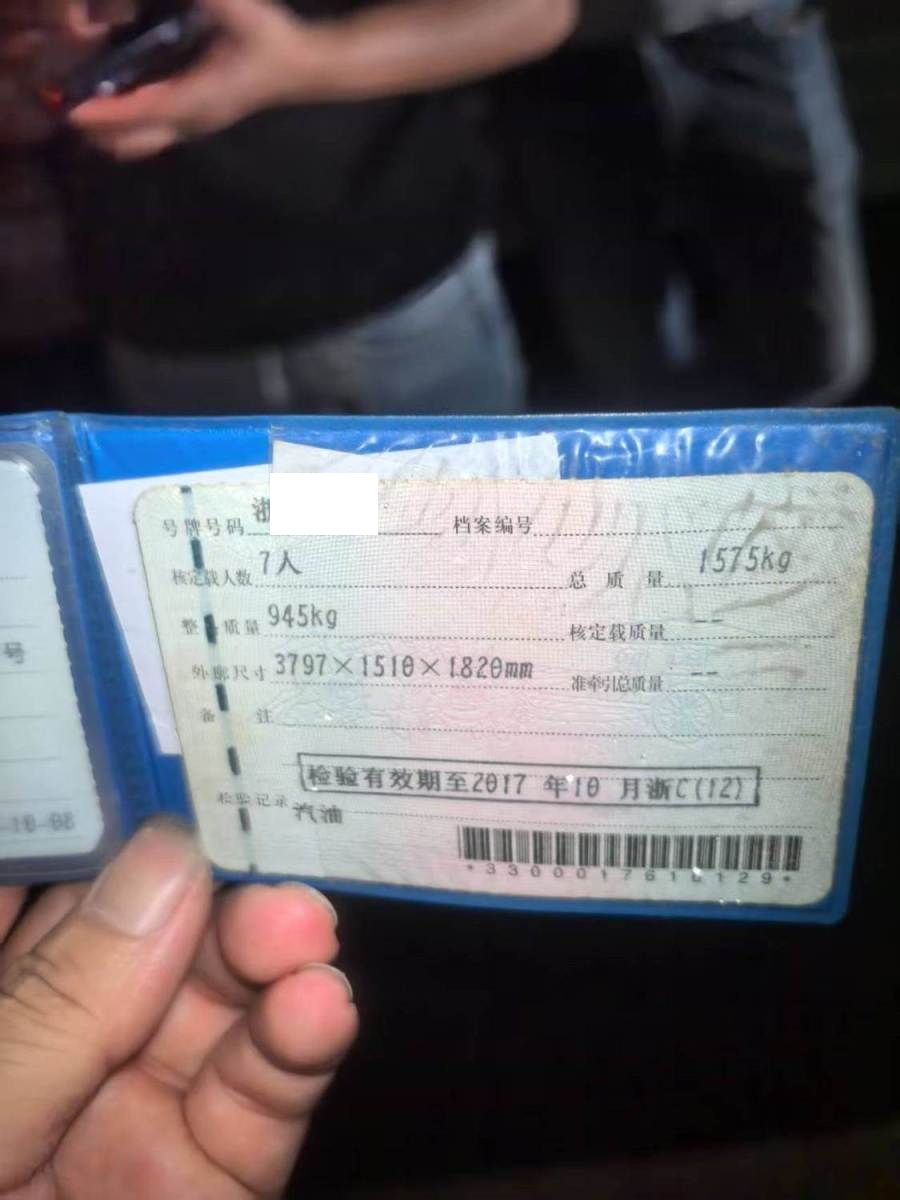 号牌号码 浙 档案编号
核定载人数 7人 总质量 1575kg
整 质量 945kg 核定载质量 --
外廓尺寸 3797×1510×1820mm 准牵引总质量 --
备注
检验有效期至2017 年10 月浙C(12)
检验记录
汽油
号
-10-08